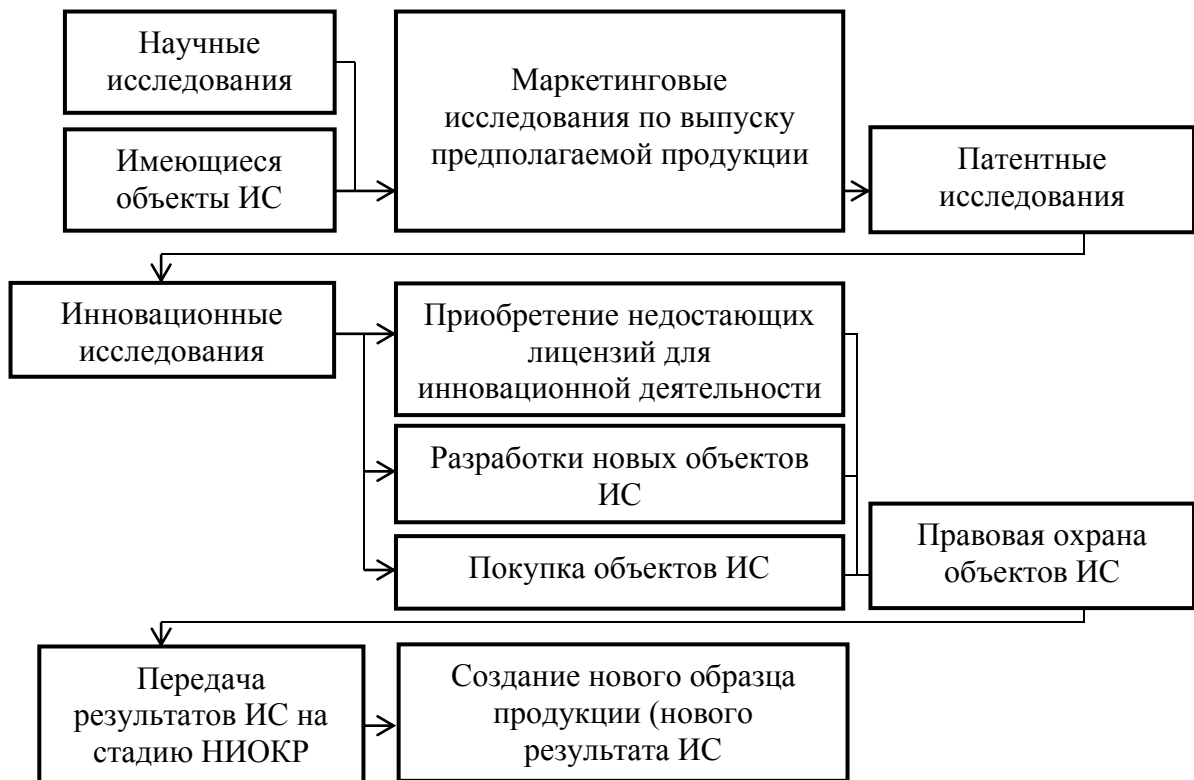 Научные
исследования
Имеющиеся
объекты ИС
Маркетинговые
исследования по выпуску
предполагаемой продукции
Патентные
исследования
Инновационные
исследования
Приобретение недостающих
лицензий для
инновационной деятельности
Разработки новых объектов
ИС
Покупка объектов ИС
Правовая охрана
объектов ИС
Передача
результатов ИС на
стадию НИОКР
Создание нового образца
продукции (нового
результата ИС